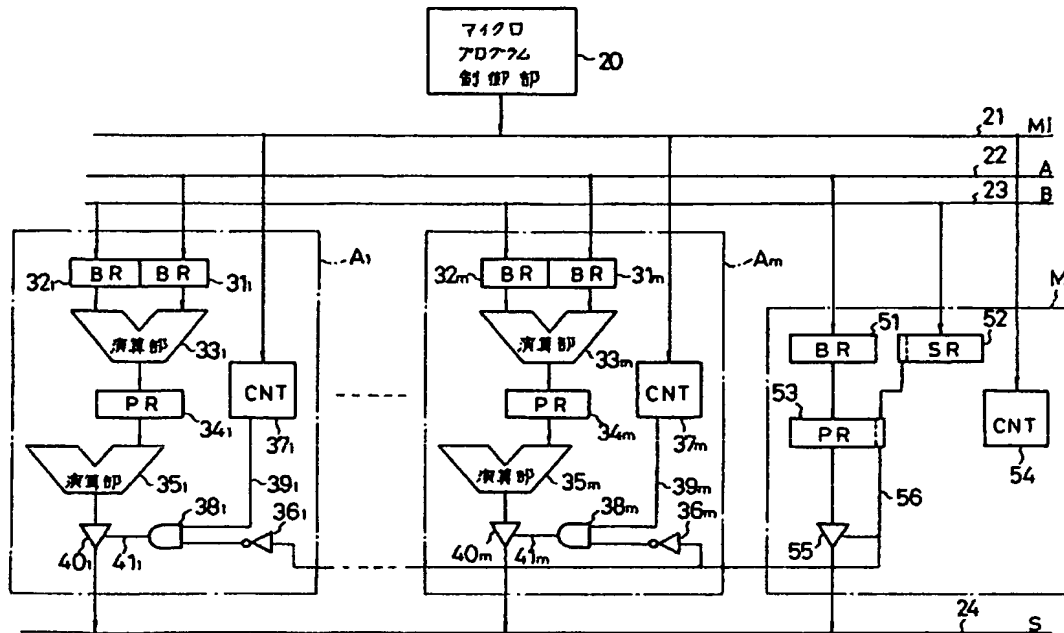 マイクロ
プログラム
制御部
20
21
Mi
22
A
23
B
A1
Am
M
321
BR
BR
311
32m
BR
BR
31m
51
52
BR
SR
演算部
331
演算部
33m
53
PR
341
CNT
371
PR
34m
CNT
37m
PR
CNT
54
演算部
351
391
演算部
35m
39m
56
381
361
38m
36m
401
411
40m
41m
55
24
S